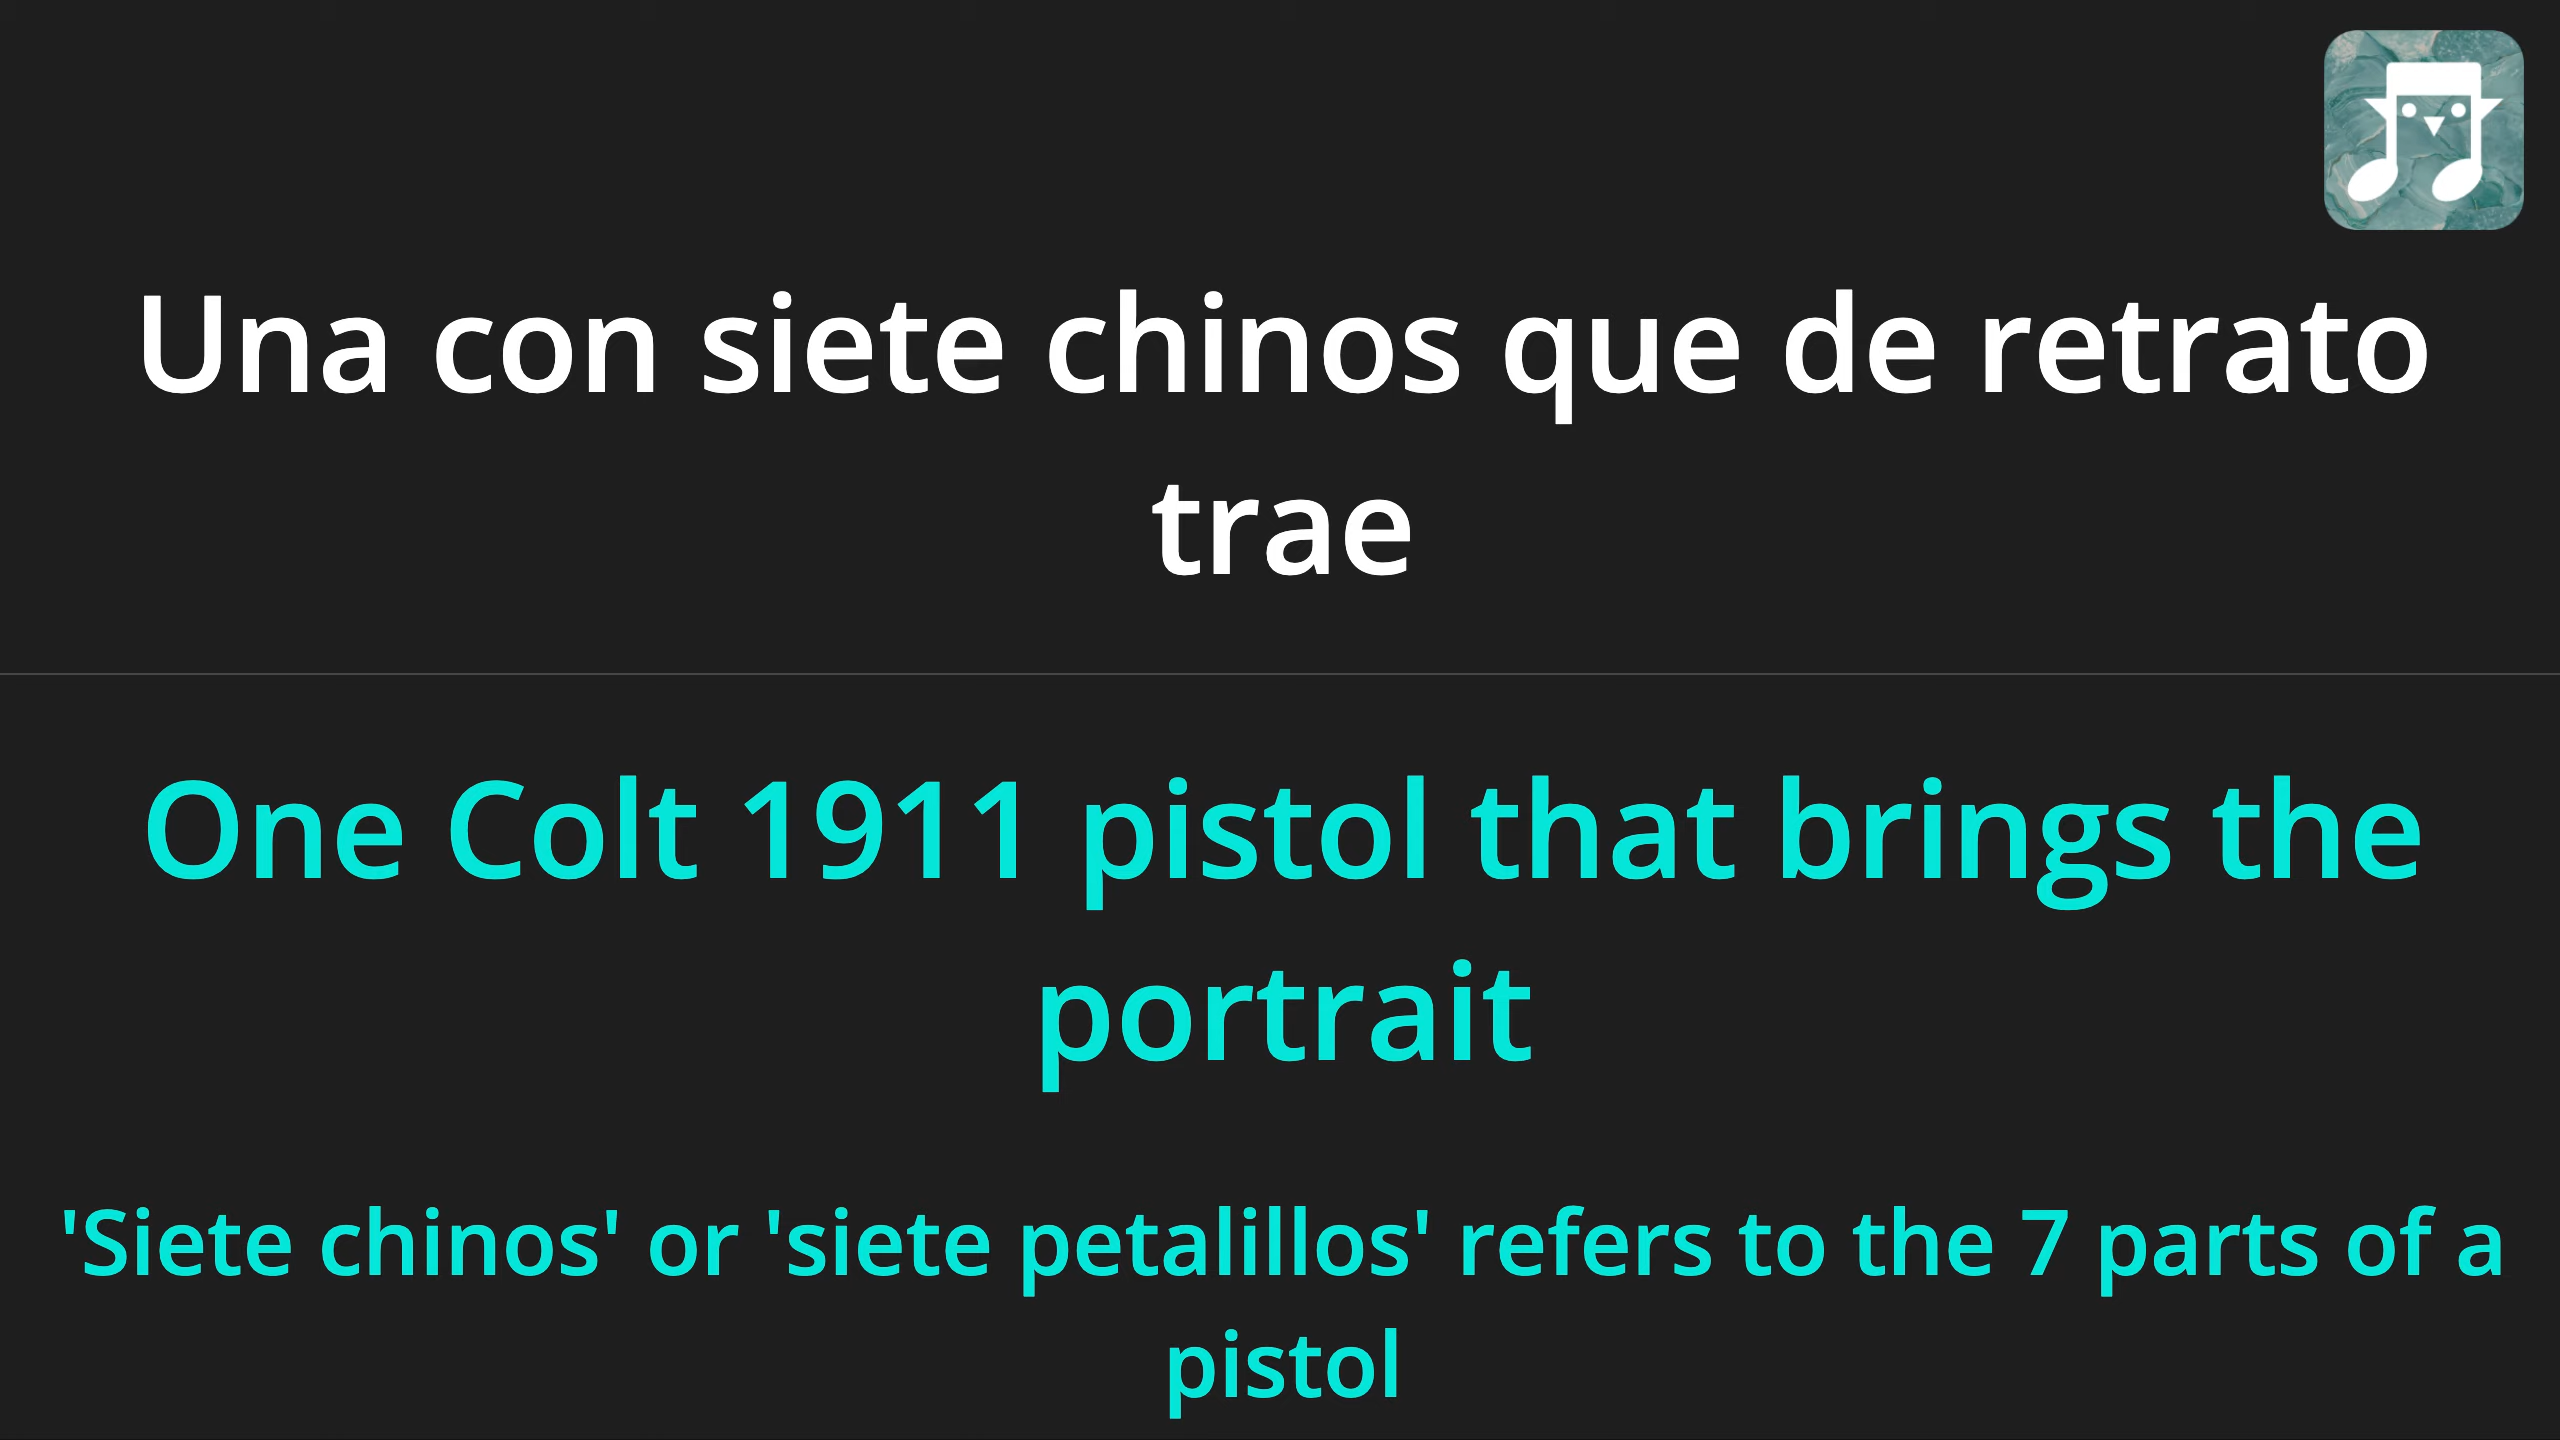 Una con siete chinos que de retrato
trae
One Colt 1911 pistol that brings the
portrait
'Siete chinos' or 'siete petalillos' refers to the 7 parts of a
pistol